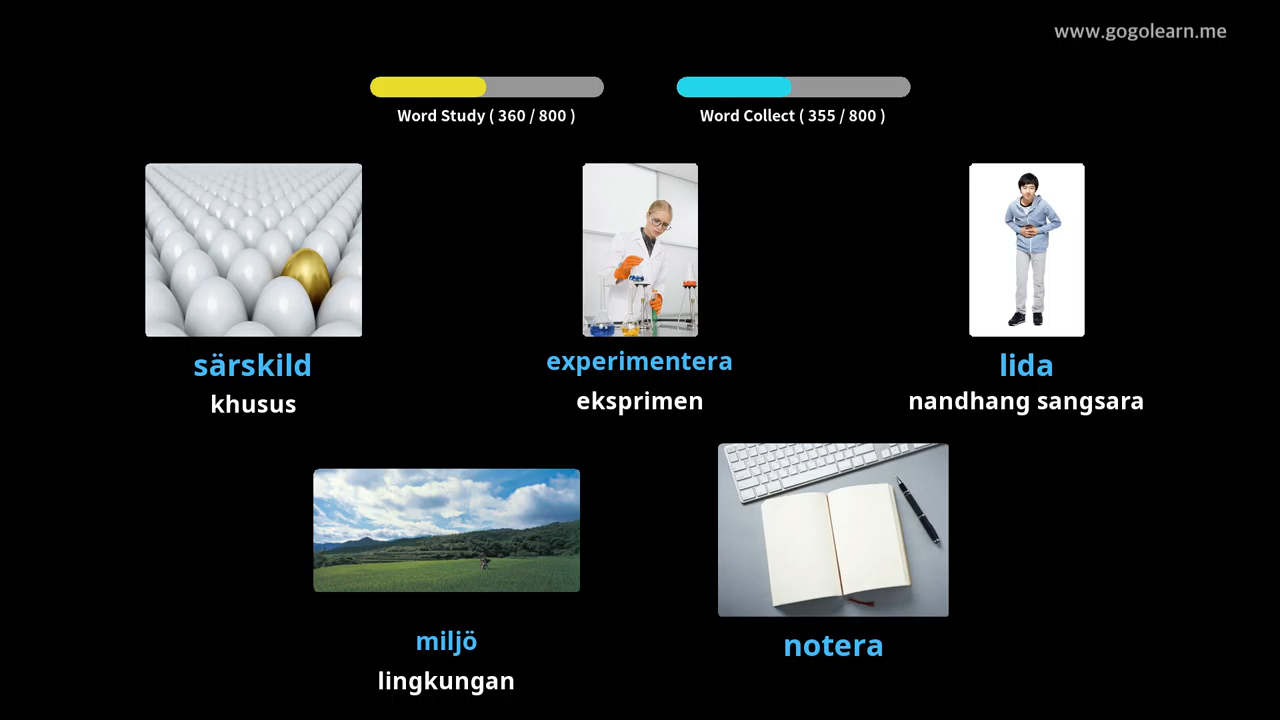 www.gogolearn.me
Word Study ( 360 / 800 )
Word Collect ( 355 / 800 )
särskild
khusus
experimentera
eksprimen
lida
nandhang sangsara
miljö
lingkungan
notera